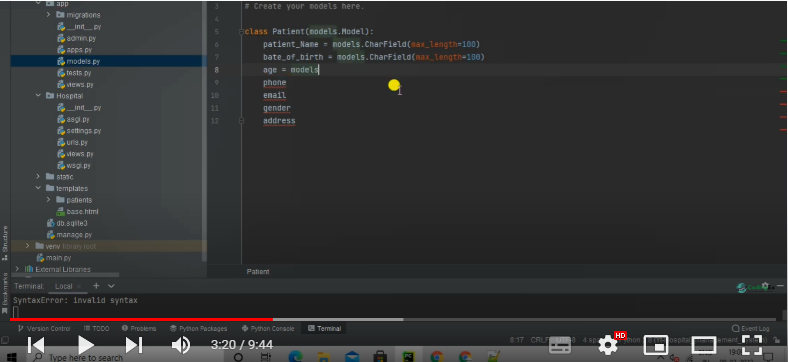 app
migrations
__init__.py
admin.py
apps.py
models.py
tests.py
views.py
Hospital
__init__.py
asgi.py
settings.py
urls.py
views.py
wsgi.py
static
templates
patients
base.html
db.sqlite3
manage.py
venv library root
main.py
External Libraries
Structure
Bookmarks
3 # Create your models here.
4
5 class Patient(models.Model):
6 patient_Name = models.CharField(max_length=100)
7 bate_of_birth = models.CharField(max_length=100)
8 age = models
9 phone
10 email
11 gender
12 address
Patient
Terminal: Local × + ⌄
SyntaxError: invalid syntax
Version Control TODO Problems Python Packages Python Console Terminal Event Log
8:17 CRLF
3:20 / 9:44
HD
Type here to search